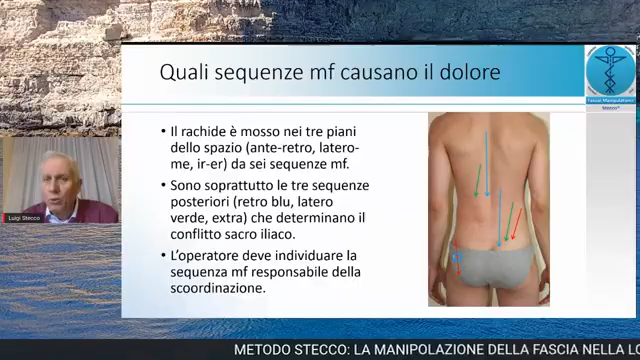 Quali sequenze mf causano il dolore
• Il rachide è mosso nei tre piani
dello spazio (ante-retro, latero-
me, ir-er) da sei sequenze mf.
• Sono soprattutto le tre sequenze
posteriori (retro blu, latero
verde, extra) che determinano il
conflitto sacro iliaco.
• L'operatore deve individuare la
sequenza mf responsabile della
scoordinazione.
Fascial Manipulation
Stecco®
Luigi Stecco
METODO STECCO: LA MANIPOLAZIONE DELLA FASCIA NELLA LO